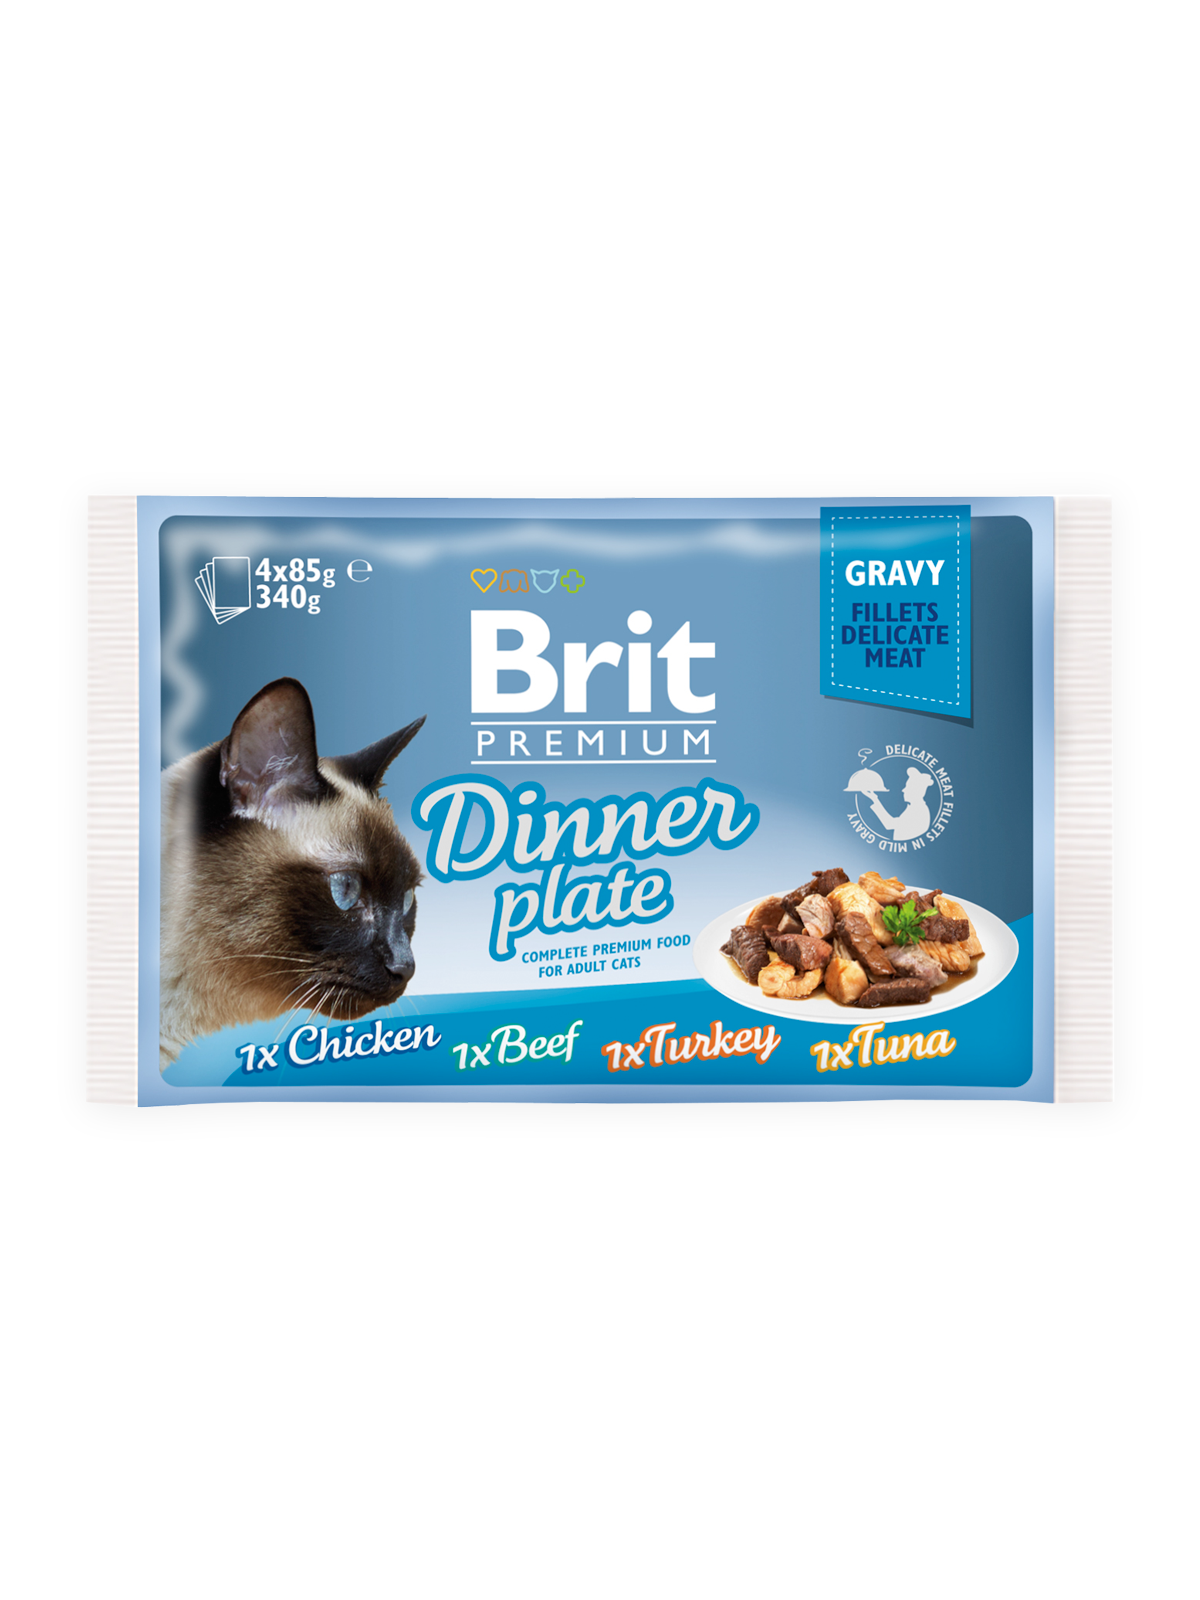 4x85g ℮
340g
Brit
PREMIUM
Dinner
plate
COMPLETE PREMIUM FOOD
FOR ADULT CATS
GRAVY
FILLETS
DELICATE
MEAT
DELICATE MEAT FILLETS IN MILD GRAVY
1x Chicken
1x Beef
1x Turkey
1x Tuna